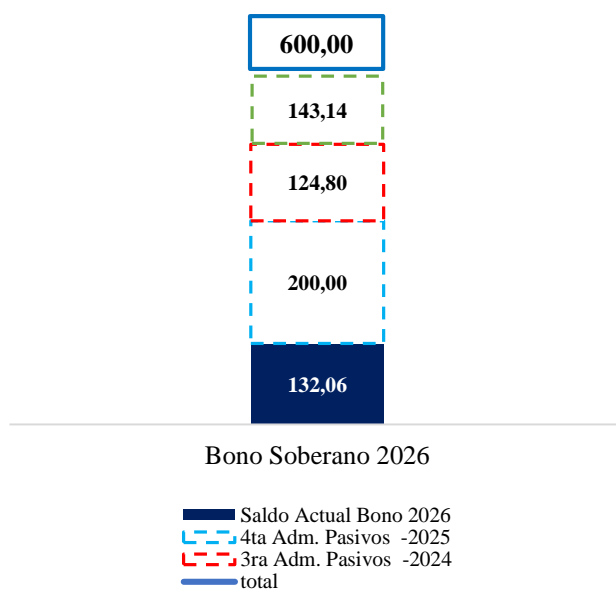 600,00
143,14
124,80
200,00
132,06
Bono Soberano 2026
Saldo Actual Bono 2026
4ta Adm. Pasivos -2025
3ra Adm. Pasivos -2024
total